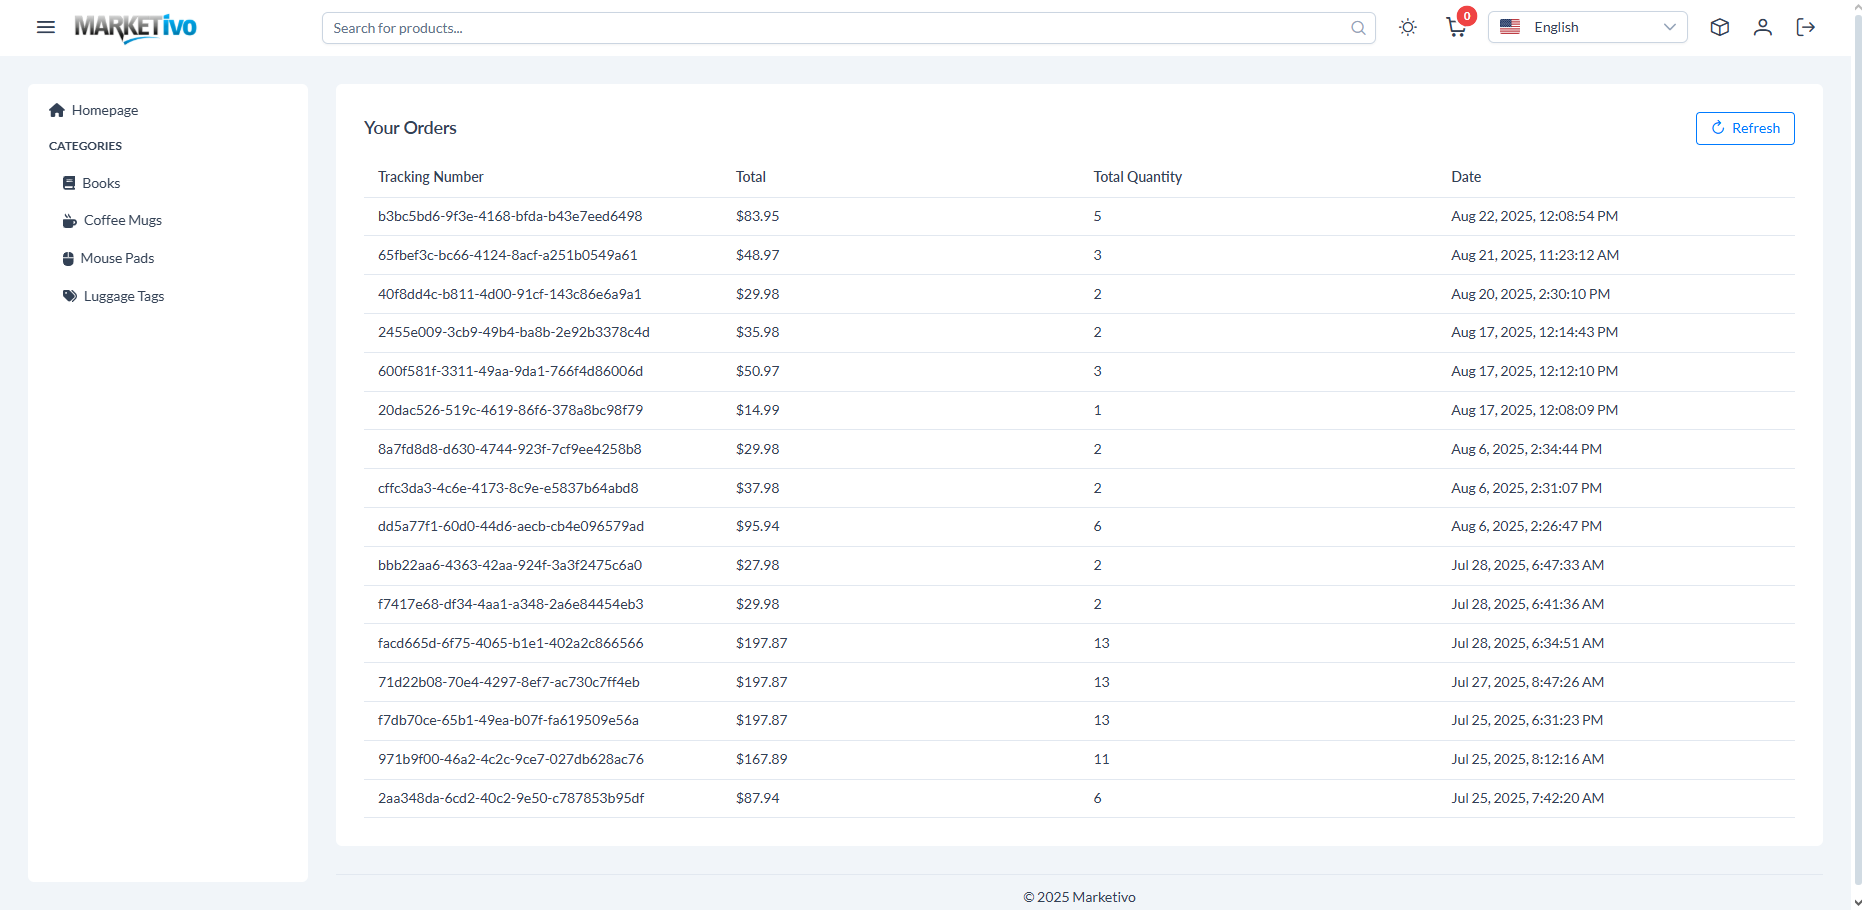 MARKETivo
Search for products...
0
English
Homepage
CATEGORIES
Books
Coffee Mugs
Mouse Pads
Luggage Tags
Your Orders
Refresh
Tracking Number Total Total Quantity Date
b3bc5bd6-9f3e-4168-bfda-b43e7eed6498 $83.95 5 Aug 22, 2025, 12:08:54 PM
65fbef3c-bc66-4124-8acf-a251b0549a61 $48.97 3 Aug 21, 2025, 11:23:12 AM
40f8dd4c-b811-4d00-91cf-143c86e6a9a1 $29.98 2 Aug 20, 2025, 2:30:10 PM
2455e009-3cb9-49b4-ba8b-2e92b3378c4d $35.98 2 Aug 17, 2025, 12:14:43 PM
600f581f-3311-49aa-9da1-766f4d86006d $50.97 3 Aug 17, 2025, 12:12:10 PM
20dac526-519c-4619-86f6-378a8bc98f79 $14.99 1 Aug 17, 2025, 12:08:09 PM
8a7fd8d8-d630-4744-923f-7cf9ee4258b8 $29.98 2 Aug 6, 2025, 2:34:44 PM
cffc3da3-4c6e-4173-8c9e-e5837b64abd8 $37.98 2 Aug 6, 2025, 2:31:07 PM
dd5a77f1-60d0-44d6-aecb-cb4e096579ad $95.94 6 Aug 6, 2025, 2:26:47 PM
bbb22aa6-4363-42aa-924f-3a3f2475c6a0 $27.98 2 Jul 28, 2025, 6:47:33 AM
f7417e68-df34-4aa1-a348-2a6e84454eb3 $29.98 2 Jul 28, 2025, 6:41:36 AM
facd665d-6f75-4065-b1e1-402a2c866566 $197.87 13 Jul 28, 2025, 6:34:51 AM
71d22b08-70e4-4297-8ef7-ac730c7ff4eb $197.87 13 Jul 27, 2025, 8:47:26 AM
f7db70ce-65b1-49ea-b07f-fa619509e56a $197.87 13 Jul 25, 2025, 6:31:23 PM
971b9f00-46a2-4c2c-9ce7-027db628ac76 $167.89 11 Jul 25, 2025, 8:12:16 AM
2aa348da-6cd2-40c2-9e50-c787853b95df $87.94 6 Jul 25, 2025, 7:42:20 AM
© 2025 Marketivo